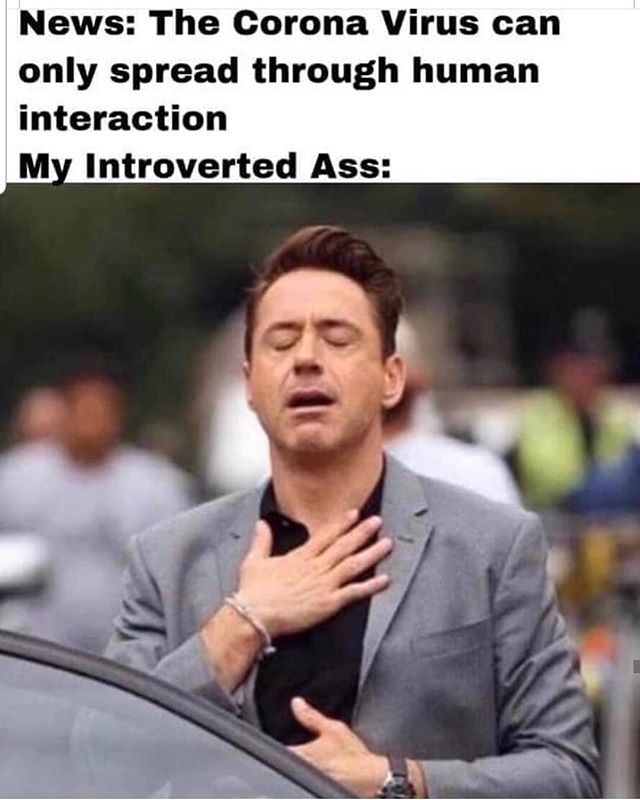 News: The Corona Virus can
only spread through human
interaction
My Introverted Ass: